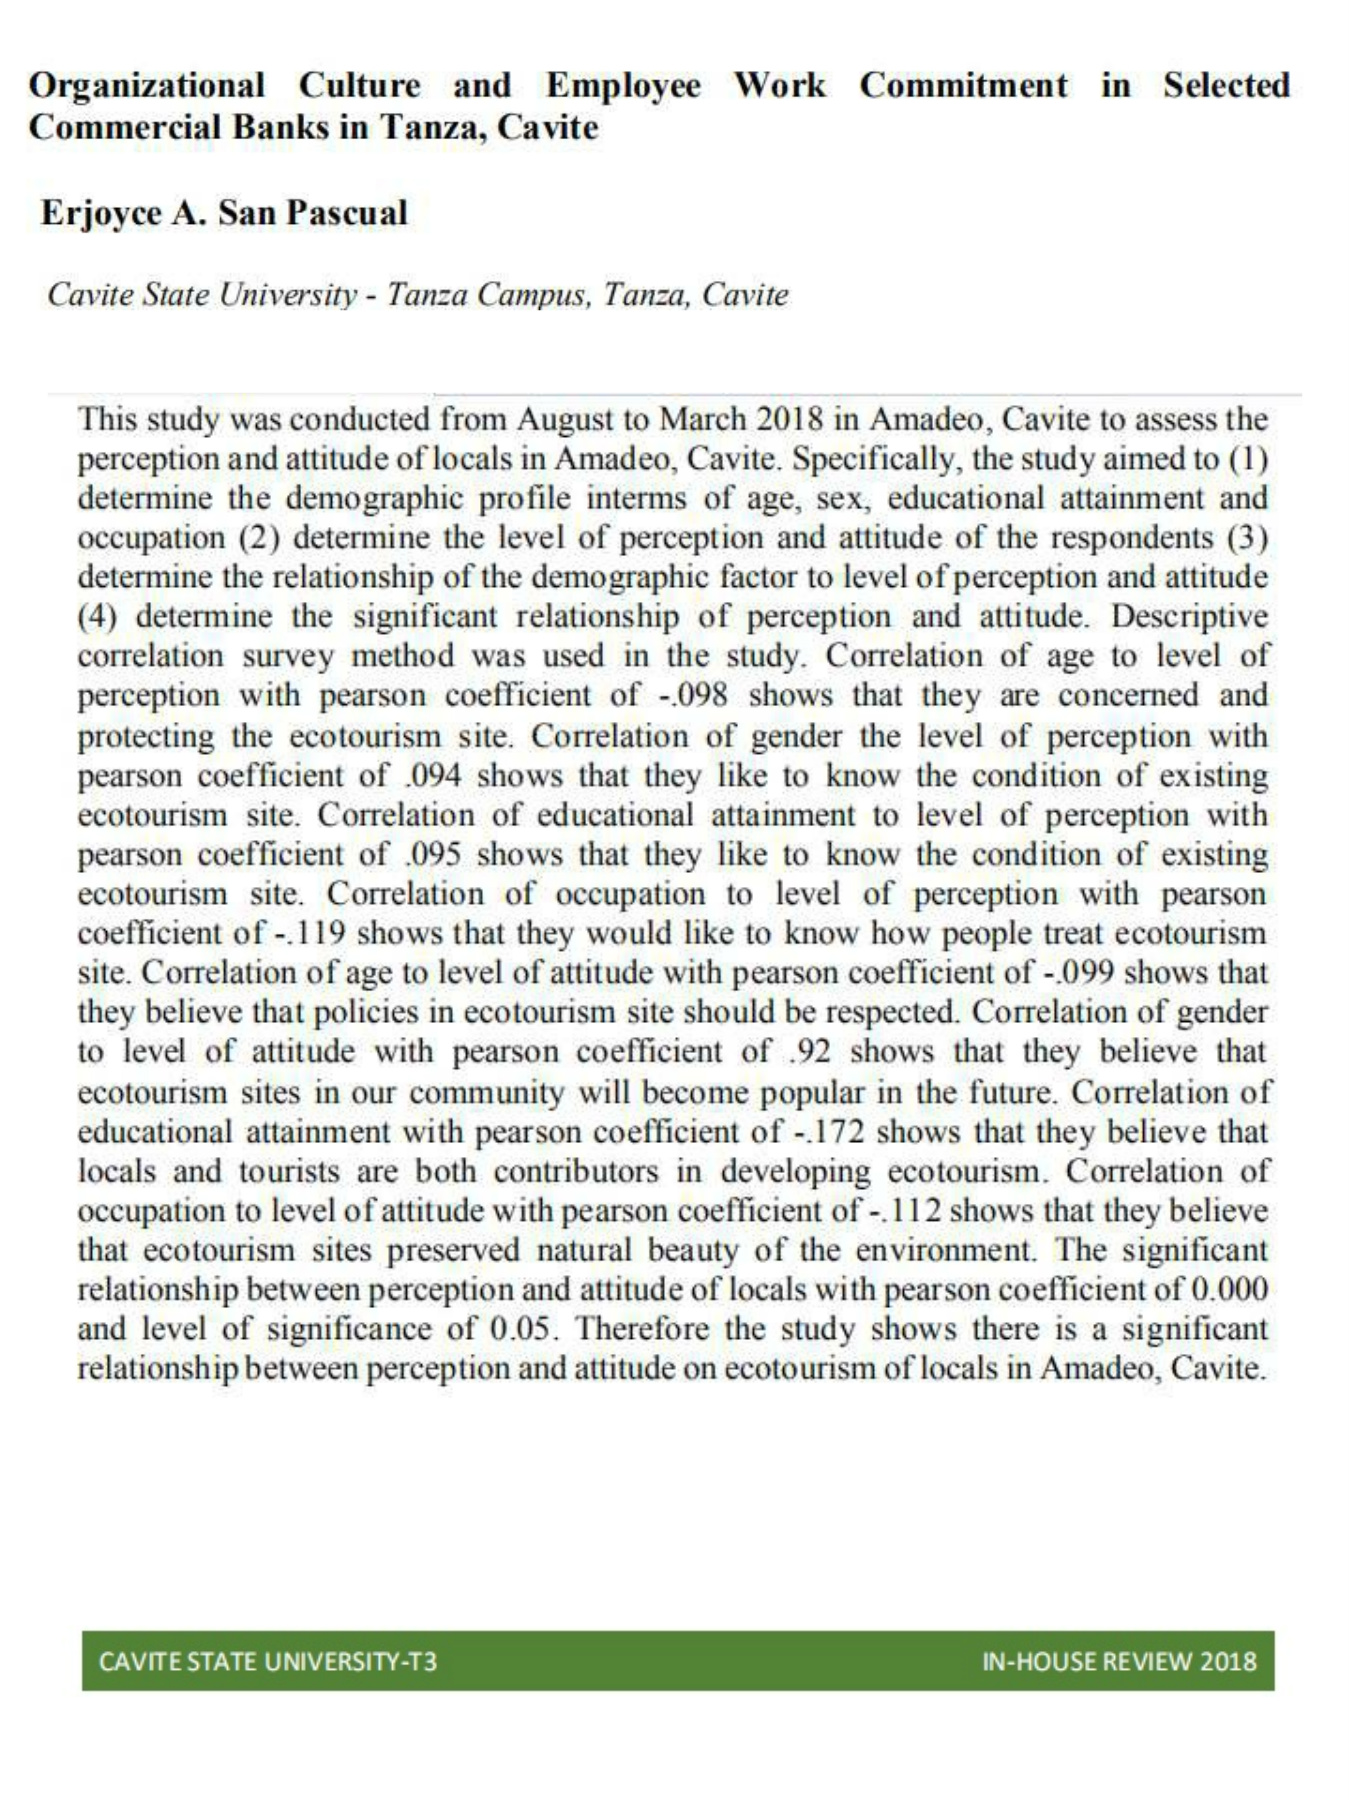 Organizational Culture and Employee Work Commitment in Selected
Commercial Banks in Tanza, Cavite
Erjoyce A. San Pascual
Cavite State University - Tanza Campus, Tanza, Cavite
This study was conducted from August to March 2018 in Amadeo, Cavite to assess the
perception and attitude of locals in Amadeo, Cavite. Specifically, the study aimed to (1)
determine the demographic profile interms of age, sex, educational attainment and
occupation (2) determine the level of perception and attitude of the respondents (3)
determine the relationship of the demographic factor to level of perception and attitude
(4) determine the significant relationship of perception and attitude. Descriptive
correlation survey method was used in the study. Correlation of age to level of
perception with pearson coefficient of -.098 shows that they are concerned and
protecting the ecotourism site. Correlation of gender the level of perception with
pearson coefficient of .094 shows that they like to know the condition of existing
ecotourism site. Correlation of educational attainment to level of perception with
pearson coefficient of .095 shows that they like to know the condition of existing
ecotourism site. Correlation of occupation to level of perception with pearson
coefficient of -.119 shows that they would like to know how people treat ecotourism
site. Correlation of age to level of attitude with pearson coefficient of -.099 shows that
they believe that policies in ecotourism site should be respected. Correlation of gender
to level of attitude with pearson coefficient of .92 shows that they believe that
ecotourism sites in our community will become popular in the future. Correlation of
educational attainment with pearson coefficient of -.172 shows that they believe that
locals and tourists are both contributors in developing ecotourism. Correlation of
occupation to level of attitude with pearson coefficient of -.112 shows that they believe
that ecotourism sites preserved natural beauty of the environment. The significant
relationship between perception and attitude of locals with pearson coefficient of 0.000
and level of significance of 0.05. Therefore the study shows there is a significant
relationship between perception and attitude on ecotourism of locals in Amadeo, Cavite.
CAVITE STATE UNIVERSITY-T3 IN-HOUSE REVIEW 2018